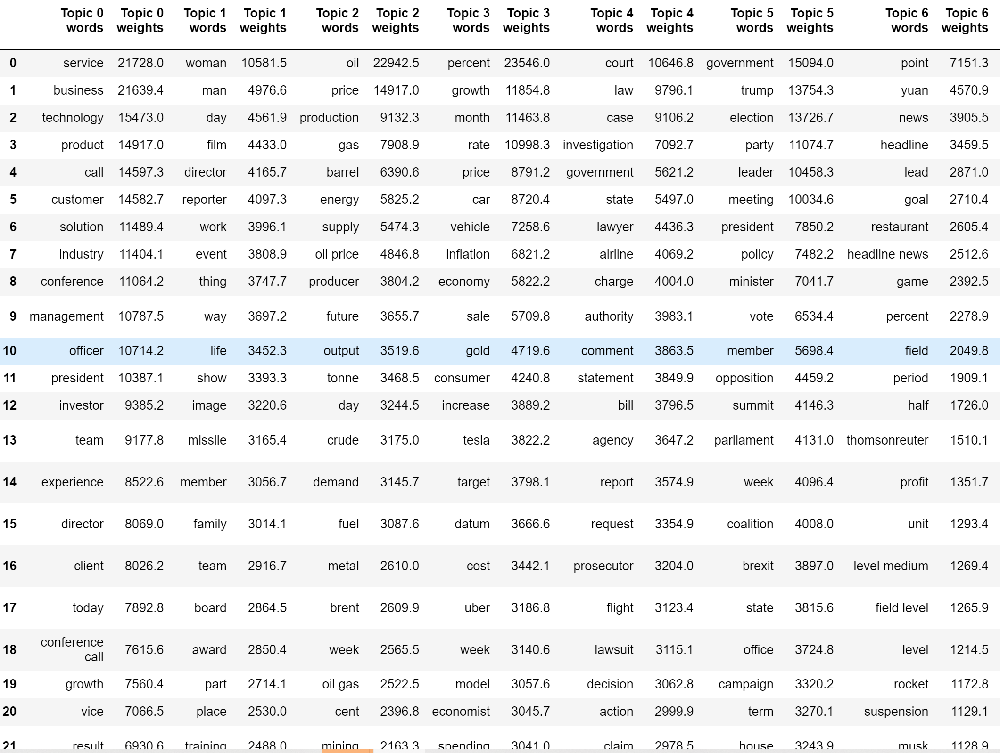 Topic 0 words Topic 0 weights Topic 1 words Topic 1 weights Topic 2 words Topic 2 weights Topic 3 words Topic 3 weights Topic 4 words Topic 4 weights Topic 5 words Topic 5 weights Topic 6 words Topic 6 weights
0 service 21728.0 woman 10581.5 oil 22942.5 percent 23546.0 court 10646.8 government 15094.0 point 7151.3
1 business 21639.4 man 4976.6 price 14917.0 growth 11854.8 law 9796.1 trump 13754.3 yuan 4570.9
2 technology 15473.0 day 4561.9 production 9132.3 month 11463.8 case 9106.2 election 13726.7 news 3905.5
3 product 14917.0 film 4433.0 gas 7908.9 rate 10998.3 investigation 7092.7 party 11074.7 headline 3459.5
4 call 14597.3 director 4165.7 barrel 6390.6 price 8791.2 government 5621.2 leader 10458.3 lead 2871.0
5 customer 14582.7 reporter 4097.3 energy 5825.2 car 8720.4 state 5497.0 meeting 10034.6 goal 2710.4
6 solution 11489.4 work 3996.1 supply 5474.3 vehicle 7258.6 lawyer 4436.3 president 7850.2 restaurant 2605.4
7 industry 11404.1 event 3808.9 oil price 4846.8 inflation 6821.2 airline 4069.2 policy 7482.2 headline news 2512.6
8 conference 11064.2 thing 3747.7 producer 3804.2 economy 5822.2 charge 4004.0 minister 7041.7 game 2392.5
9 management 10787.5 way 3697.2 future 3655.7 sale 5709.8 authority 3983.1 vote 6534.4 percent 2278.9
10 officer 10714.2 life 3452.3 output 3519.6 gold 4719.6 comment 3863.5 member 5698.4 field 2049.8
11 president 10387.1 show 3393.3 tonne 3468.5 consumer 4240.8 statement 3849.9 opposition 4459.2 period 1909.1
12 investor 9385.2 image 3220.6 day 3244.5 increase 3889.2 bill 3796.5 summit 4146.3 half 1726.0
13 team 9177.8 missile 3165.4 crude 3175.0 tesla 3822.2 agency 3647.2 parliament 4131.0 thomsonreuter 1510.1
14 experience 8522.6 member 3056.7 demand 3145.7 target 3798.1 report 3574.9 week 4096.4 profit 1351.7
15 director 8069.0 family 3014.1 fuel 3087.6 datum 3666.6 request 3354.9 coalition 4008.0 unit 1293.4
16 client 8026.2 team 2916.7 metal 2610.0 cost 3442.1 prosecutor 3204.0 brexit 3897.0 level medium 1269.4
17 today 7892.8 board 2864.5 brent 2609.9 uber 3186.8 flight 3123.4 state 3815.6 field level 1265.9
18 conference call 7615.6 award 2850.4 week 2565.5 week 3140.6 lawsuit 3115.1 office 3724.8 level 1214.5
19 growth 7560.4 part 2714.1 oil gas 2522.5 model 3057.6 decision 3062.8 campaign 3320.2 rocket 1172.8
20 vice 7066.5 place 2530.0 cent 2396.8 economist 3045.7 action 2999.9 term 3270.1 suspension 1129.1
21 result 6930.6 training 2488.0 mining 2163.3 spending 3041.0 claim 2978.5 house 3243.9 musk 1128.9